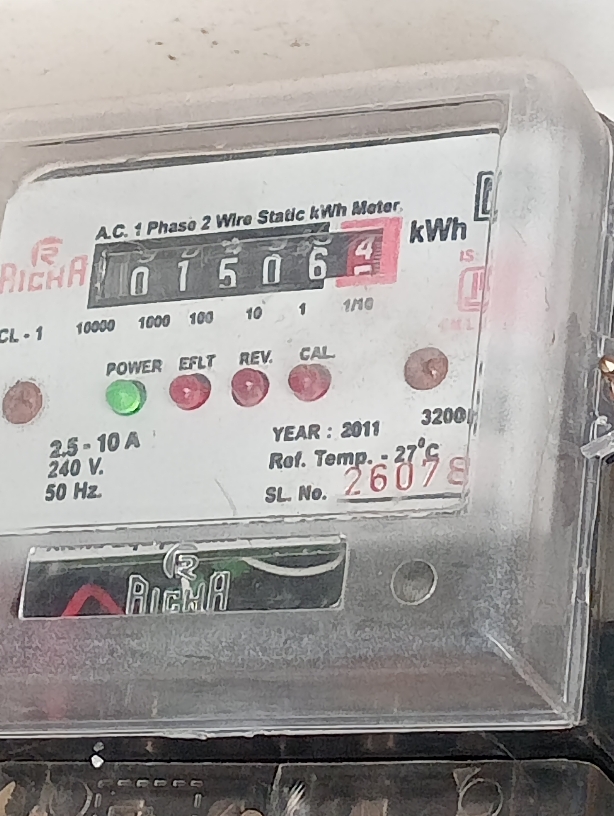 A.C. 1 Phase 2 Wire Static kWh Meter
RICHA
0 1 5 0 6 4
kWh
IS:
CL - 1
10000 1000 100 10 1 1/10
POWER EFLT REV. CAL.
2.5 - 10 A
240 V.
50 Hz.
YEAR : 2011
3200
Ref. Temp. - 27°C
SL. No. 26078
RICHA